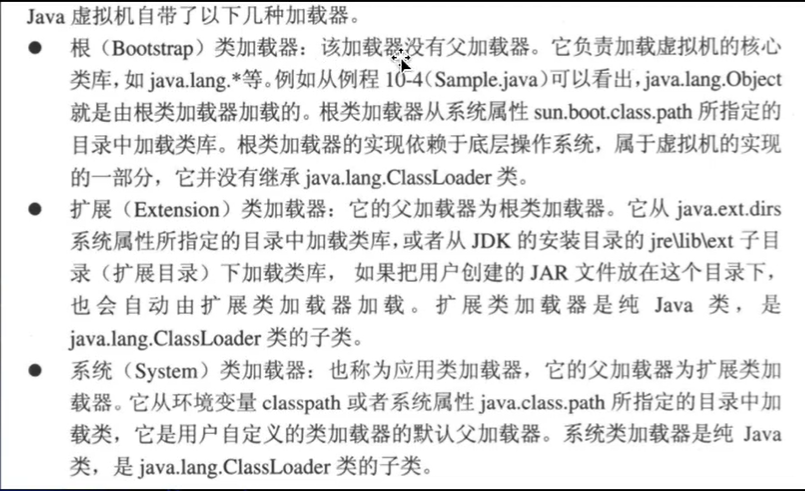 Java 虚拟机自带了以下几种加载器。
● 根（Bootstrap）类加载器：该加载器没有父加载器。它负责加载虚拟机的核心
类库，如 java.lang.*等。例如从例程 10-4（Sample.java）可以看出，java.lang.Object
就是由根类加载器加载的。根类加载器从系统属性 sun.boot.class.path 所指定的
目录中加载类库。根类加载器的实现依赖于底层操作系统，属于虚拟机的实现
的一部分，它并没有继承 java.lang.ClassLoader 类。
● 扩展（Extension）类加载器：它的父加载器为根类加载器。它从 java.ext.dirs
系统属性所指定的目录中加载类库，或者从 JDK 的安装目录的 jre\lib\ext 子目
录（扩展目录）下加载类库， 如果把用户创建的 JAR 文件放在这个目录下，
也会自动由扩展类加载器加载。扩展类加载器是纯 Java 类，是
java.lang.ClassLoader 类的子类。
● 系统（System）类加载器：也称为应用类加载器，它的父加载器为扩展类加
载器。它从环境变量 classpath 或者系统属性 java.class.path 所指定的目录中加
载类，它是用户自定义的类加载器的默认父加载器。系统类加载器是纯 Java
类，是 java.lang.ClassLoader 类的子类。